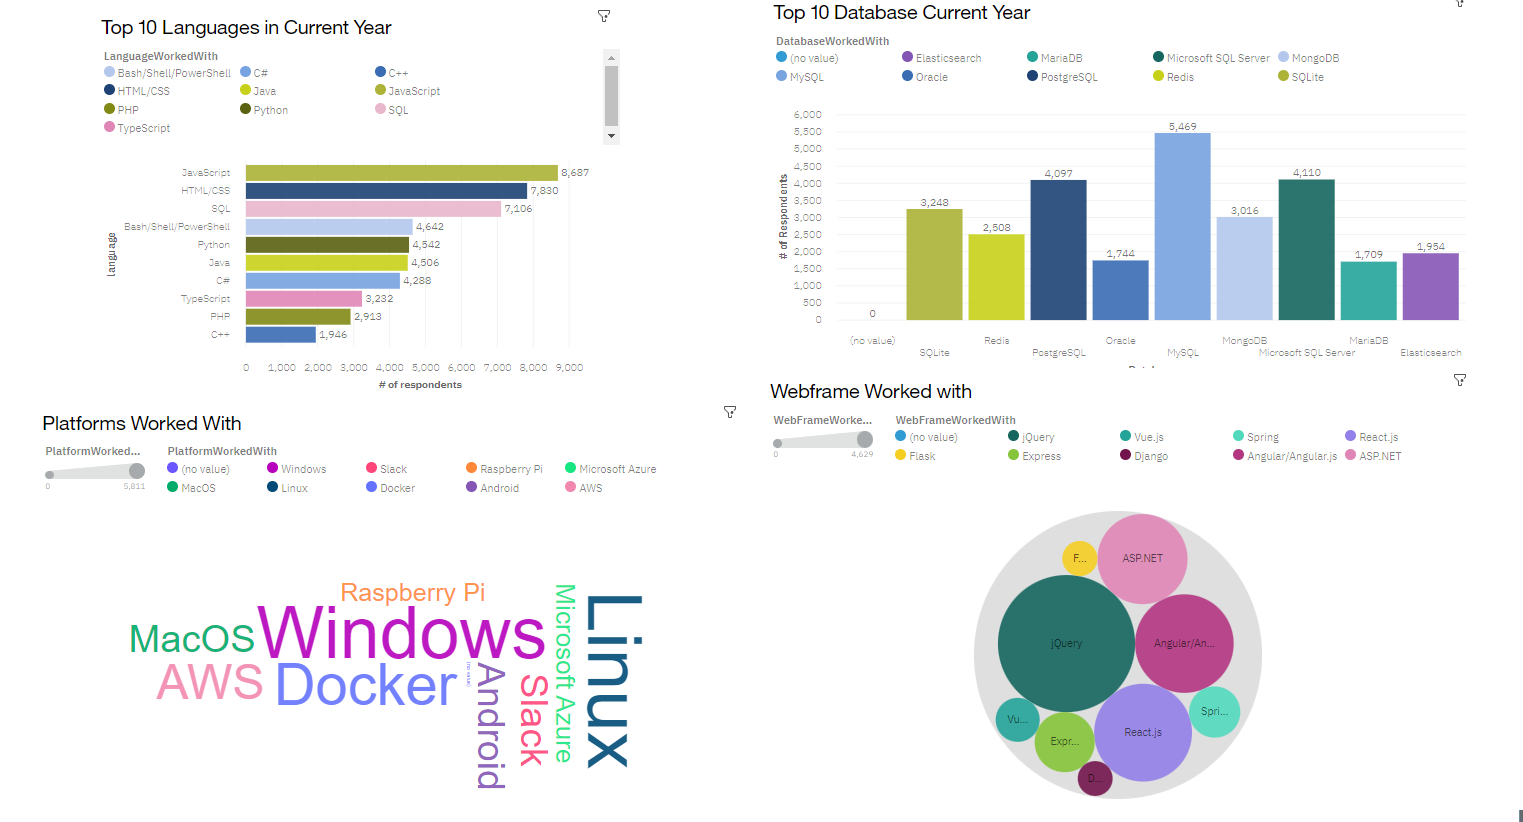 Top 10 Languages in Current Year
LanguageWorkedWith
Bash/Shell/PowerShell C# C++
HTML/CSS Java JavaScript
PHP Python SQL
TypeScript
Language
JavaScript 8,687
HTML/CSS 7,830
SQL 7,106
Bash/Shell/PowerShell 4,642
Python 4,542
Java 4,506
C# 4,288
TypeScript 3,232
PHP 2,913
C++ 1,946
0 1,000 2,000 3,000 4,000 5,000 6,000 7,000 8,000 9,000
# of respondents
Top 10 Database Current Year
DatabaseWorkedWith
(no value) Elasticsearch MariaDB Microsoft SQL Server MongoDB
MySQL Oracle PostgreSQL Redis SQLite
# of Respondents
6,000
5,500
5,000
4,500
4,000
3,500
3,000
2,500
2,000
1,500
1,000
500
0
0 3,248 2,508 4,097 1,744 5,469 3,016 4,110 1,709 1,954
(no value) Redis Oracle MongoDB MariaDB
SQLite PostgreSQL MySQL Microsoft SQL Server Elasticsearch
Platforms Worked With
PlatformWorked... PlatformWorkedWith
0 5,811
(no value) Windows Slack Raspberry Pi Microsoft Azure
MacOS Linux Docker Android AWS
Raspberry Pi
MacOS
Windows
AWS
Docker
(no value)
Android
Slack
Microsoft Azure
Linux
Webframe Worked with
WebFrameWorke... WebFrameWorkedWith
0 4,629
(no value) jQuery Vue.js Spring React.js
Flask Express Django Angular/Angular.js ASP.NET
F...
ASP.NET
jQuery
Angular/An...
Vu...
Expr...
React.js
Spri...
D...